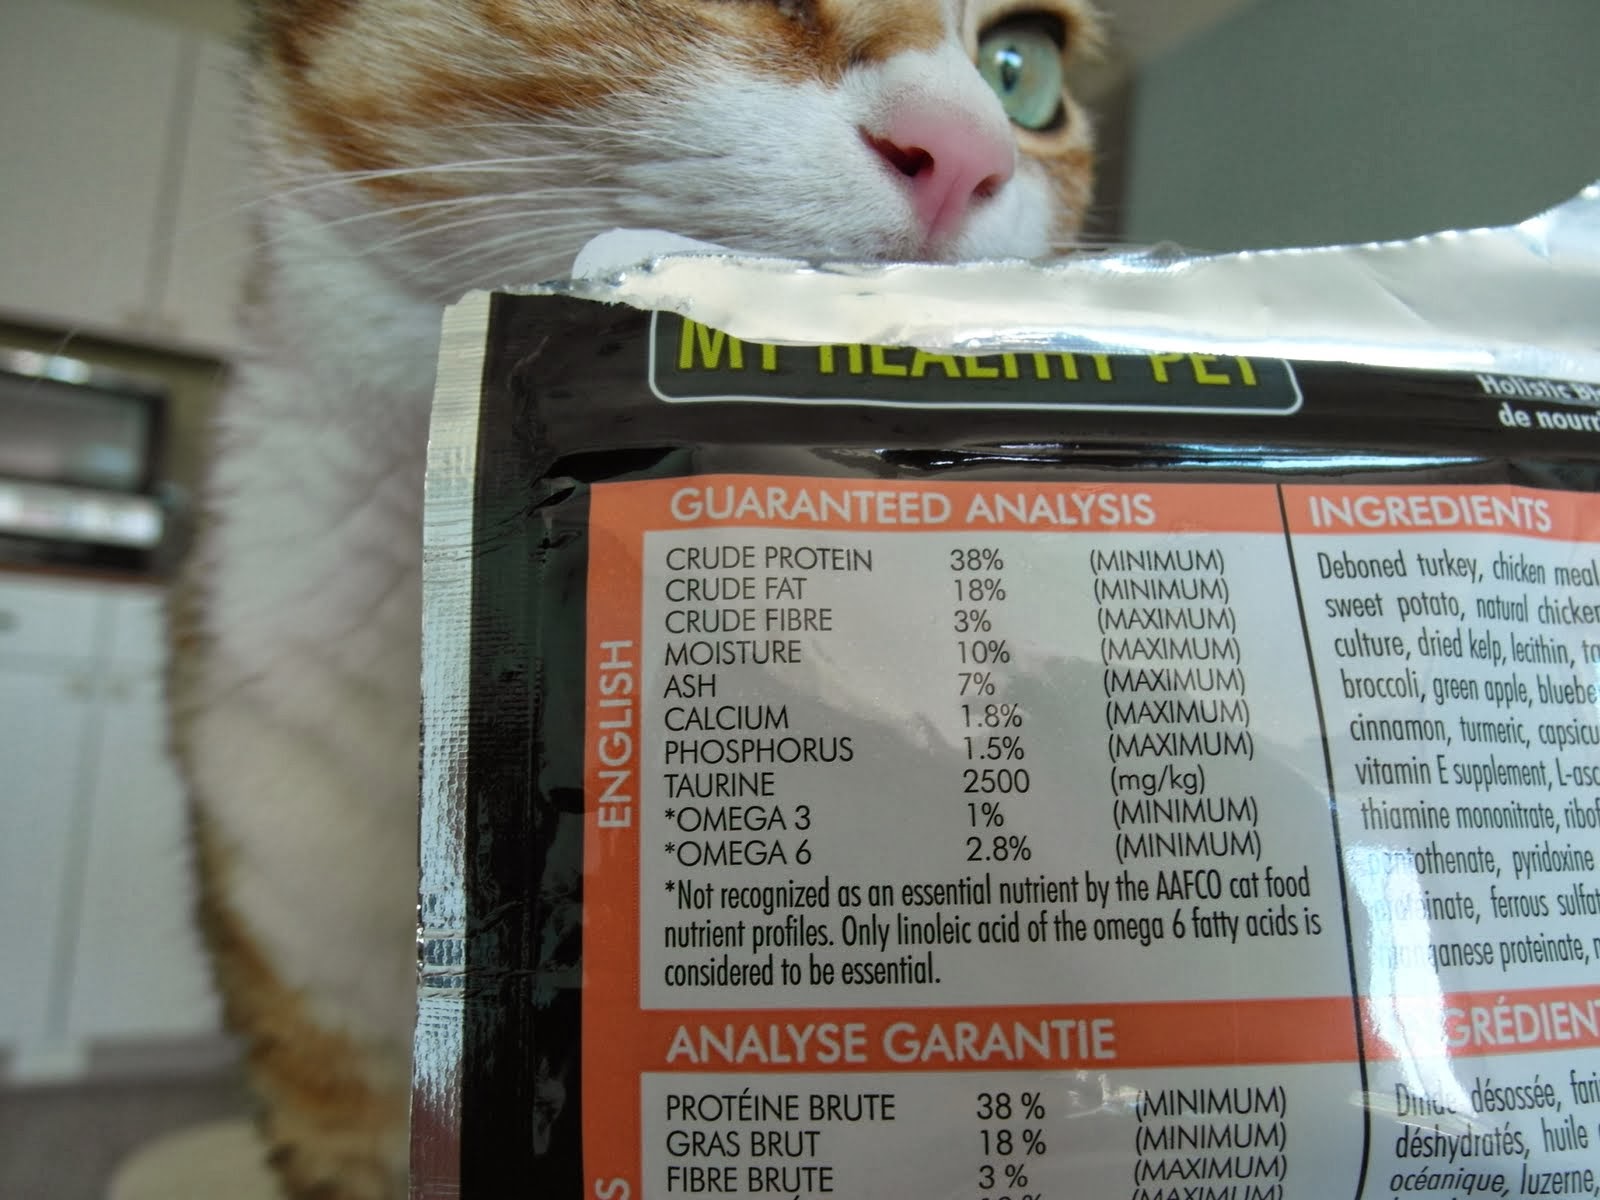 MY HEALTHY PET
Holistic
de
GUARANTEED ANALYSIS
CRUDE PROTEIN 38% (MINIMUM)
CRUDE FAT 18% (MINIMUM)
CRUDE FIBRE 3% (MAXIMUM)
MOISTURE 10% (MAXIMUM)
ASH 7% (MAXIMUM)
CALCIUM 1.8% (MAXIMUM)
PHOSPHORUS 1.5% (MAXIMUM)
TAURINE 2500 (mg/kg)
*OMEGA 3 1% (MINIMUM)
*OMEGA 6 2.8% (MINIMUM)
*Not recognized as an essential nutrient by the AAFCO cat food
nutrient profiles. Only linoleic acid of the omega 6 fatty acids is
considered to be essential.
ENGLISH
INGREDIENTS
Deboned turkey, chicken meal
sweet potato, natural
culture, dried kelp, lecithin,
broccoli, green apple,
cinnamon, turmeric,
vitamin E supplement,
thiamine mononitrate,
pyridoxine
ferrous
proteinate,
ANALYSE GARANTIE
PROTÉINE BRUTE 38 % (MINIMUM)
GRAS BRUT 18 % (MINIMUM)
FIBRE BRUTE 3 % (MAXIMUM)
(MAXIMUM)
Dinde désossée,
déshydratés, huile
océanique, luzerne,